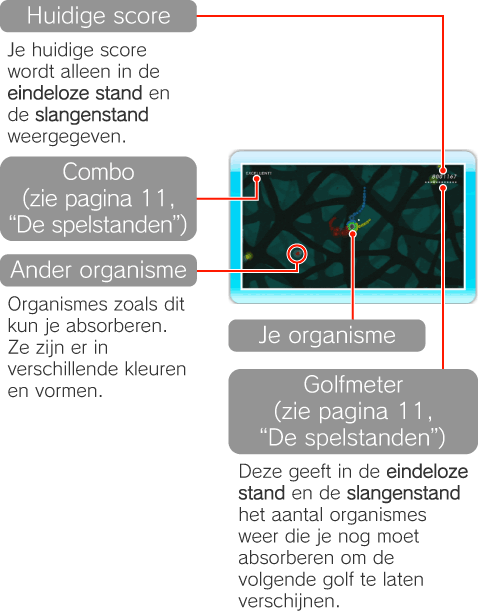 Huidige score
Je huidige score
wordt alleen in de
eindeloze stand en
de slangenstand
weergegeven.
Combo
(zie pagina 11,
“De spelstanden”)
EXCELLENT!
0001167
Ander organisme
Organismes zoals dit
kun je absorberen.
Ze zijn er in
verschillende kleuren
en vormen.
Je organisme
Golfmeter
(zie pagina 11,
“De spelstanden”)
Deze geeft in de eindeloze
stand en de slangenstand
het aantal organismes
weer die je nog moet
absorberen om de
volgende golf te laten
verschijnen.